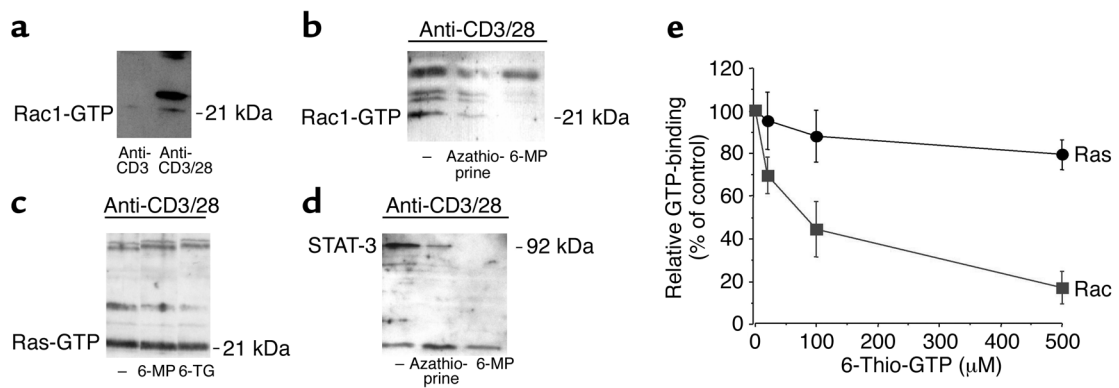 a
Rac1-GTP
-21 kDa
Anti-
CD3
Anti-
CD3/28
b
Anti-CD3/28
Rac1-GTP
-21 kDa
–
Azathio-
prine
6-MP
c
Anti-CD3/28
Ras-GTP
-21 kDa
– 6-MP 6-TG
d
Anti-CD3/28
STAT-3
-92 kDa
–
Azathio-
prine
6-MP
e
Relative GTP-binding
(% of control)
120
100
80
60
40
20
0
Ras
Rac
0 100 200 300 400 500
6-Thio-GTP (μM)